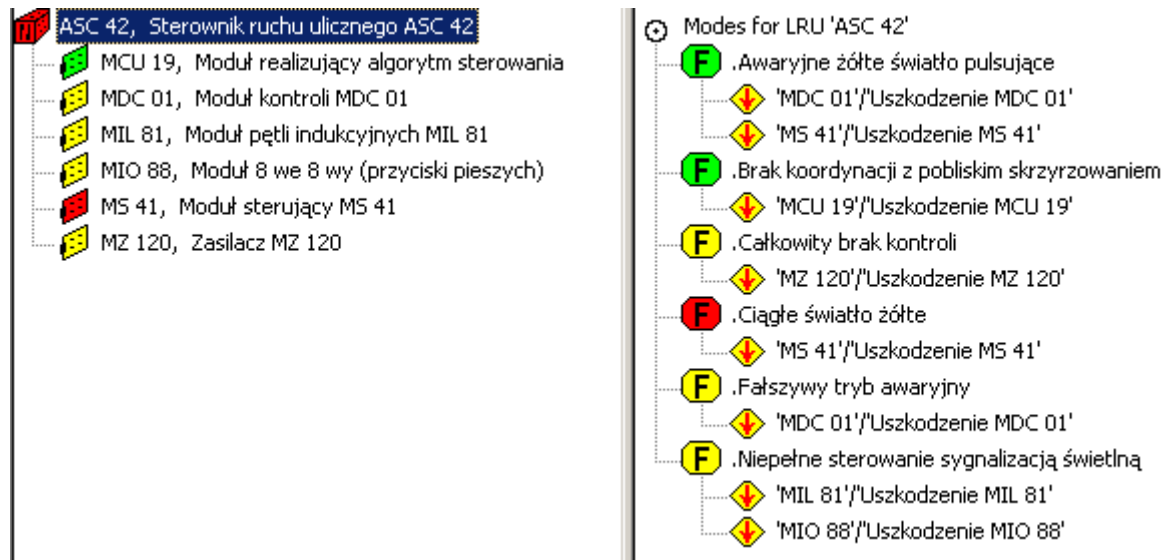 ASC 42, Sterownik ruchu ulicznego ASC 42
MCU 19, Moduł realizujący algorytm sterowania
MDC 01, Moduł kontroli MDC 01
MIL 81, Moduł pętli indukcyjnych MIL 81
MIO 88, Moduł 8 we 8 wy (przyciski pieszych)
MS 41, Moduł sterujący MS 41
MZ 120, Zasilacz MZ 120
Modes for LRU 'ASC 42'
F .Awaryjne żółte światło pulsujące
'MDC 01'/'Uszkodzenie MDC 01'
'MS 41'/'Uszkodzenie MS 41'
F .Brak koordynacji z pobliskim skrzyrzowaniem
'MCU 19'/'Uszkodzenie MCU 19'
F .Całkowity brak kontroli
'MZ 120'/'Uszkodzenie MZ 120'
F .Ciągłe światło żółte
'MS 41'/'Uszkodzenie MS 41'
F .Fałszywy tryb awaryjny
'MDC 01'/'Uszkodzenie MDC 01'
F .Niepełne sterowanie sygnalizacją świetlną
'MIL 81'/'Uszkodzenie MIL 81'
'MIO 88'/'Uszkodzenie MIO 88'